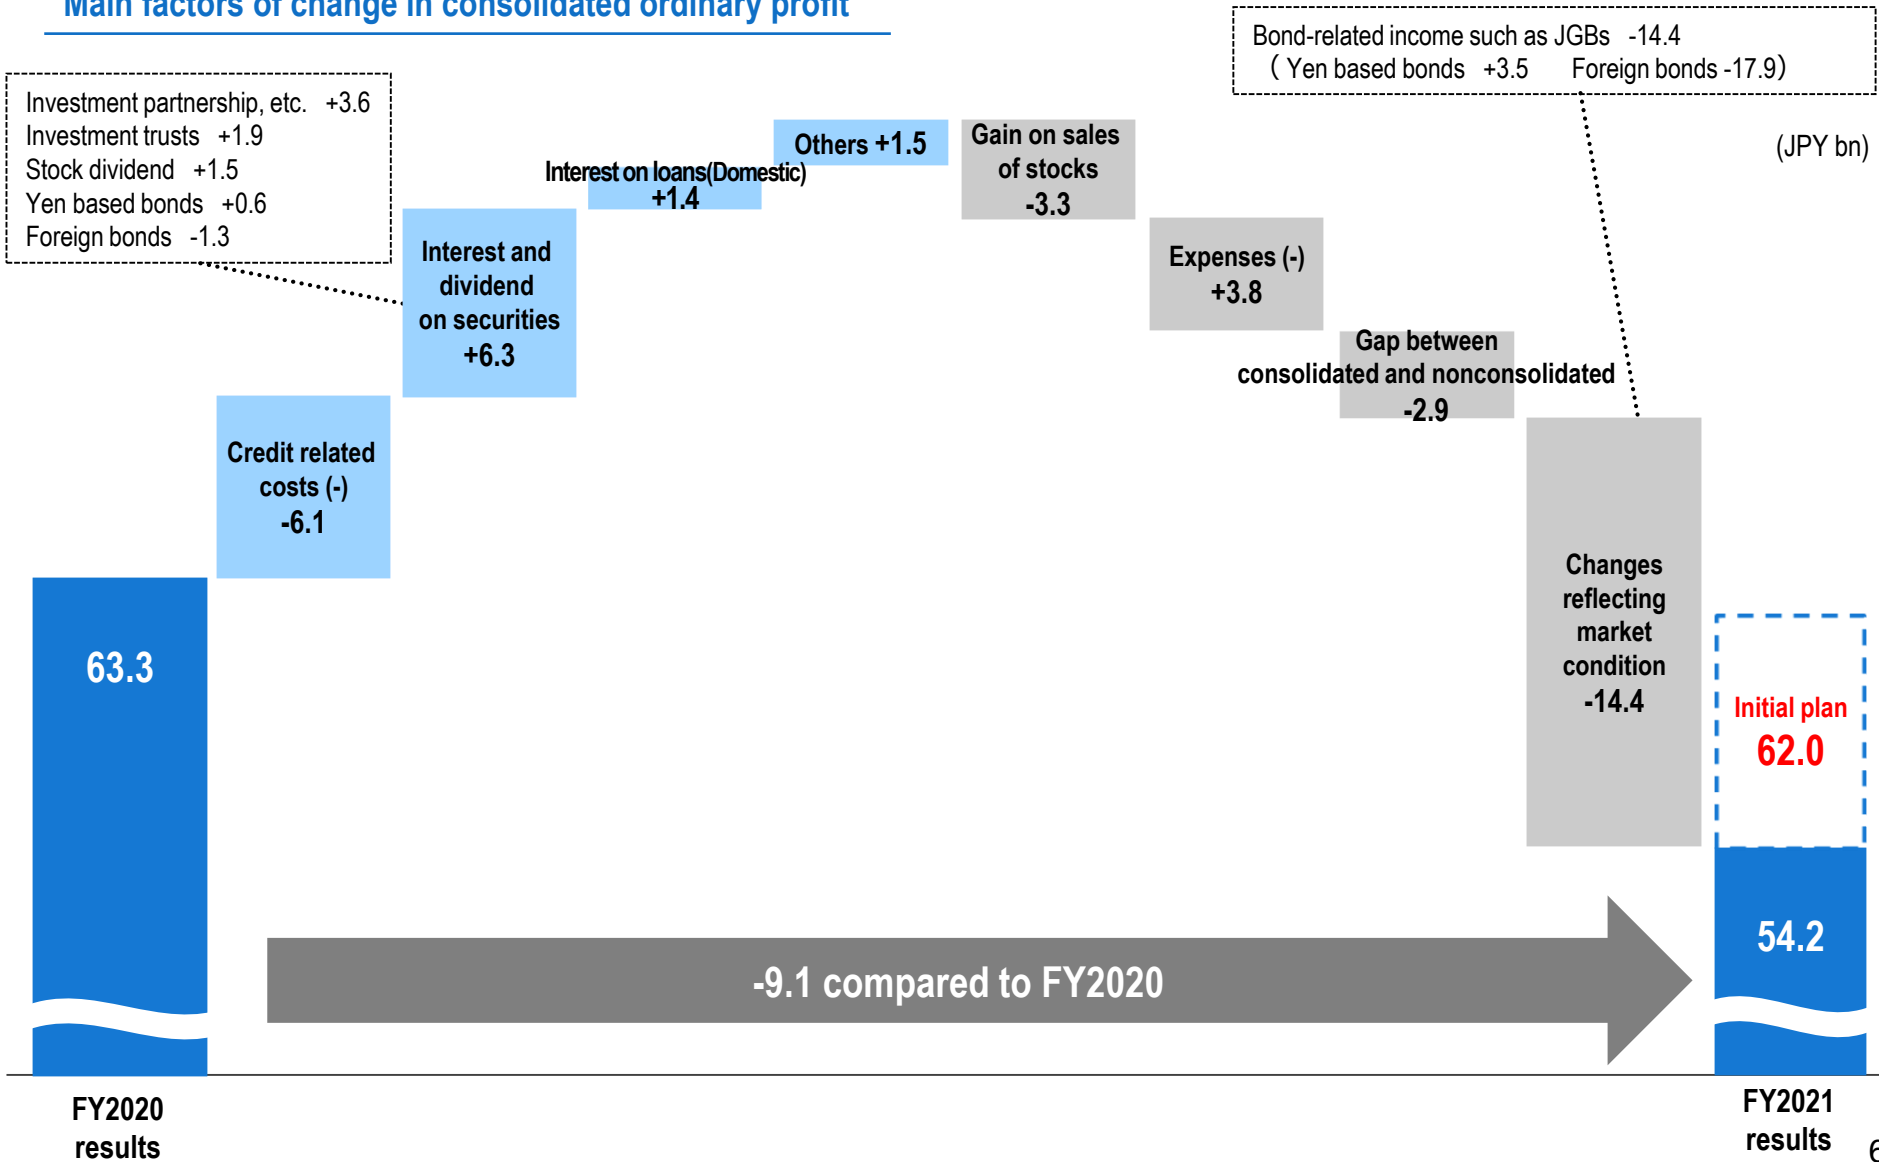 Main factors of change in consolidated ordinary profit
Bond-related income such as JGBs -14.4
( Yen based bonds +3.5 Foreign bonds -17.9)
Investment partnership, etc. +3.6
Investment trusts +1.9
Stock dividend +1.5
Yen based bonds +0.6
Foreign bonds -1.3
(JPY bn)
63.3
Credit related
costs (-)
-6.1
Interest and
dividend
on securities
+6.3
Interest on loans(Domestic)
+1.4
Others +1.5
Gain on sales
of stocks
-3.3
Expenses (-)
+3.8
Gap between
consolidated and nonconsolidated
-2.9
Changes
reflecting
market
condition
-14.4
Initial plan
62.0
54.2
-9.1 compared to FY2020
FY2020
results
FY2021
results
6